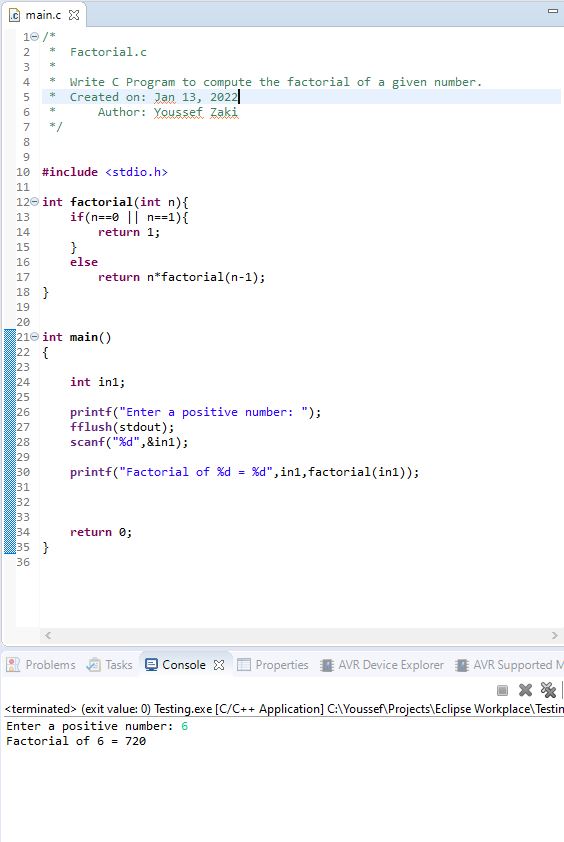 main.c
1 /*
2  *  Factorial.c
3  *
4  *  Write C Program to compute the factorial of a given number.
5  *  Created on: Jan 13, 2022
6  *      Author: Youssef Zaki
7  */
8
9
10 #include <stdio.h>
11
12 int factorial(int n){
13     if(n==0 || n==1){
14         return 1;
15     }
16     else
17         return n*factorial(n-1);
18 }
19
20
21 int main()
22 {
23
24     int in1;
25
26     printf("Enter a positive number: ");
27     fflush(stdout);
28     scanf("%d",&in1);
29
30     printf("Factorial of %d = %d",in1,factorial(in1));
31
32
33
34     return 0;
35 }
36
Problems Tasks Console Properties AVR Device Explorer AVR Supported M
<terminated> (exit value: 0) Testing.exe [C/C++ Application] C:\Youssef\Projects\Eclipse Workplace\Testin
Enter a positive number: 6
Factorial of 6 = 720